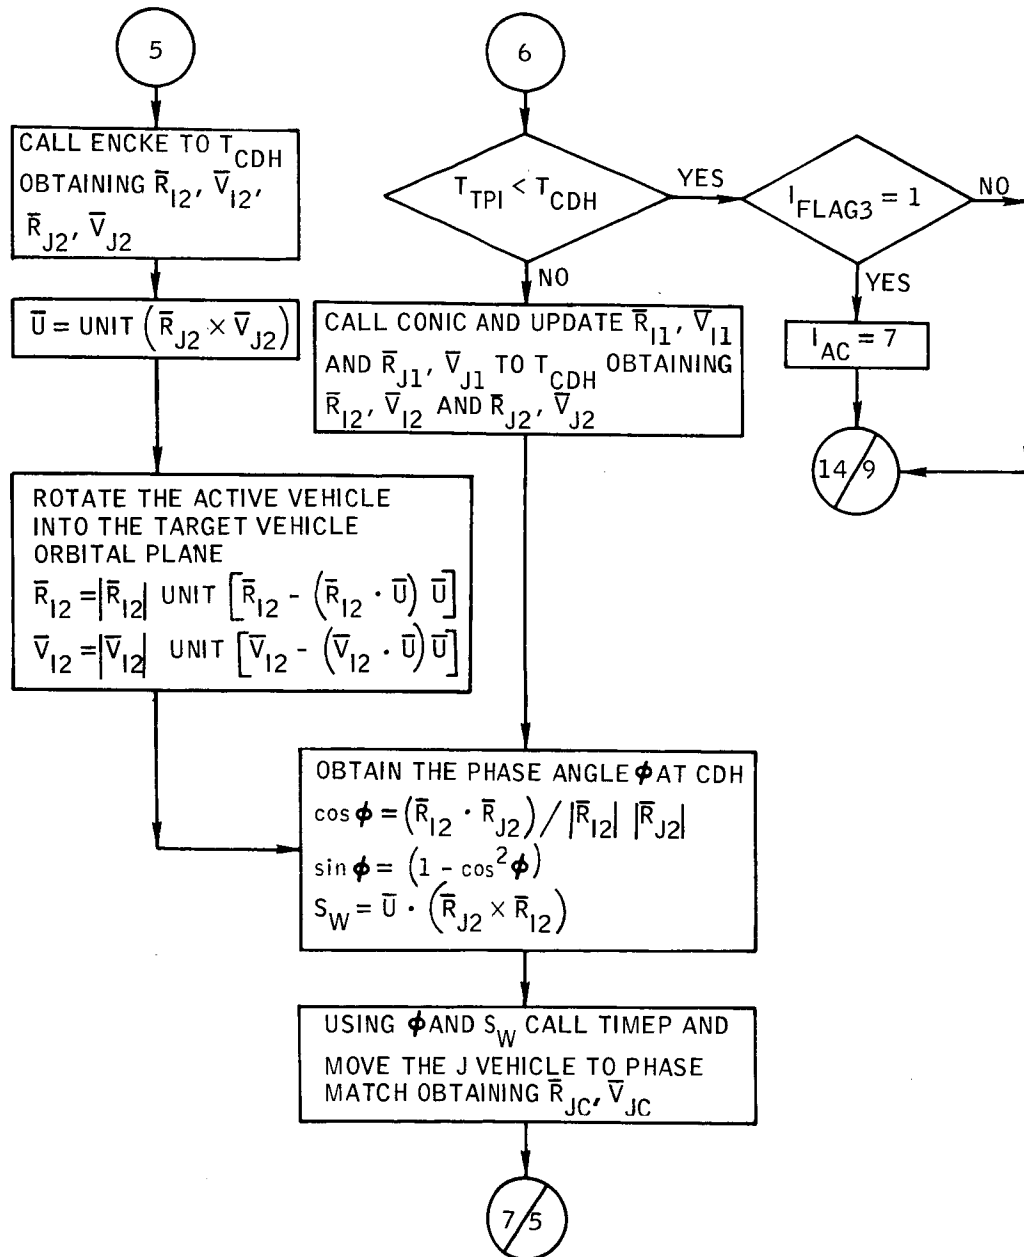 5
CALL ENCKE TO T_CDH
OBTAINING R̅_I2, V̅_I2,
R̅_J2, V̅_J2
U̅ = UNIT (R̅_J2 × V̅_J2)
ROTATE THE ACTIVE VEHICLE
INTO THE TARGET VEHICLE
ORBITAL PLANE
R̅_I2 = |R̅_I2| UNIT [R̅_I2 - (R̅_I2 · U̅) U̅]
V̅_I2 = |V̅_I2| UNIT [V̅_I2 - (V̅_I2 · U̅) U̅]
6
T_TPI < T_CDH
YES
NO
I_FLAG3 = 1
NO
YES
I_AC = 7
14/9
CALL CONIC AND UPDATE R̅_I1, V̅_I1
AND R̅_J1, V̅_J1 TO T_CDH OBTAINING
R̅_I2, V̅_I2 AND R̅_J2, V̅_J2
OBTAIN THE PHASE ANGLE ϕ AT CDH
cos ϕ = (R̅_I2 · R̅_J2) / |R̅_I2| |R̅_J2|
sin ϕ = (1 - cos² ϕ)
S_W = U̅ · (R̅_J2 × R̅_I2)
USING ϕ AND S_W CALL TIMEP AND
MOVE THE J VEHICLE TO PHASE
MATCH OBTAINING R̅_JC, V̅_JC
7/5